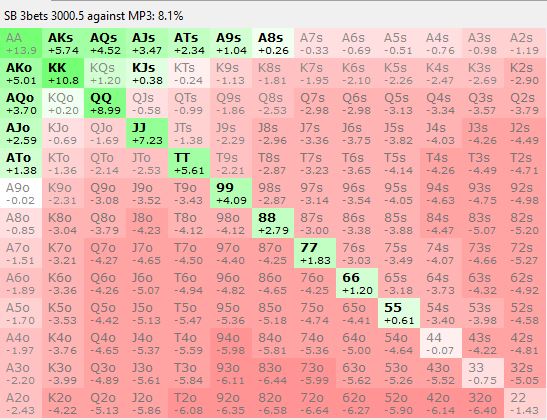 SB 3bets 3000.5 against MP3: 8.1%
AA AKs AQs AJs ATs A9s A8s A7s A6s A5s A4s A3s A2s
+13.9 +5.74 +4.52 +3.47 +2.34 +1.04 +0.26 -0.33 -0.69 -0.51 -0.76 -0.98 -1.19
AKo KK KQs KJs KTs K9s K8s K7s K6s K5s K4s K3s K2s
+5.01 +10.8 +1.20 +0.38 -0.24 -1.13 -1.81 -1.95 -2.10 -2.26 -2.47 -2.69 -2.90
AQo KQo QQ QJs QTs Q9s Q8s Q7s Q6s Q5s Q4s Q3s Q2s
+3.70 +0.20 +8.99 -0.58 -0.99 -1.86 -2.53 -2.98 -2.98 -3.13 -3.34 -3.57 -3.79
AJo KJo QJo JJ JTs J9s J8s J7s J6s J5s J4s J3s J2s
+2.59 -0.69 -1.69 +7.23 -1.38 -2.29 -2.96 -3.36 -3.75 -3.82 -4.03 -4.26 -4.49
ATo KTo QTo JTo TT T9s T8s T7s T6s T5s T4s T3s T2s
+1.38 -1.36 -2.14 -2.53 +5.61 -2.21 -2.87 -3.23 -3.65 -4.14 -4.26 -4.49 -4.71
A9o K9o Q9o J9o T9o 99 98s 97s 96s 95s 94s 93s 92s
-0.02 -2.31 -3.08 -3.52 -3.43 +4.09 -2.87 -3.14 -3.54 -4.05 -4.63 -4.75 -4.98
A8o K8o Q8o J8o T8o 98o 88 87s 86s 85s 84s 83s 82s
-0.85 -3.04 -3.79 -4.23 -4.12 -4.12 +2.79 -3.00 -3.38 -3.88 -4.47 -5.07 -5.20
A7o K7o Q7o J7o T7o 97o 87o 77 76s 75s 74s 73s 72s
-1.51 -3.21 -4.27 -4.65 -4.50 -4.40 -4.25 +1.83 -3.03 -3.49 -4.07 -4.66 -5.27
A6o K6o Q6o J6o T6o 96o 86o 76o 66 65s 64s 63s 62s
-1.89 -3.36 -4.26 -5.07 -4.94 -4.82 -4.65 -4.25 +1.20 -3.18 -3.73 -4.32 -4.92
A5o K5o Q5o J5o T5o 95o 85o 75o 65o 55 54s 53s 52s
-1.70 -3.53 -4.42 -5.13 -5.47 -5.36 -5.18 -4.74 -4.41 +0.61 -3.40 -3.98 -4.58
A4o K4o Q4o J4o T4o 94o 84o 74o 64o 54o 44 43s 42s
-1.97 -3.76 -4.65 -5.37 -5.59 -5.98 -5.81 -5.36 -5.00 -4.64 -0.07 -4.22 -4.81
A3o K3o Q3o J3o T3o 93o 83o 73o 63o 53o 43o 33 32s
-2.20 -3.99 -4.89 -5.61 -5.84 -6.11 -6.44 -5.99 -5.62 -5.26 -5.52 -0.75 -5.05
A2o K2o Q2o J2o T2o 92o 82o 72o 62o 52o 42o 32o 22
-2.43 -4.22 -5.13 -5.86 -6.08 -6.35 -6.58 -6.64 -6.27 -5.90 -6.14 -6.40 -1.43